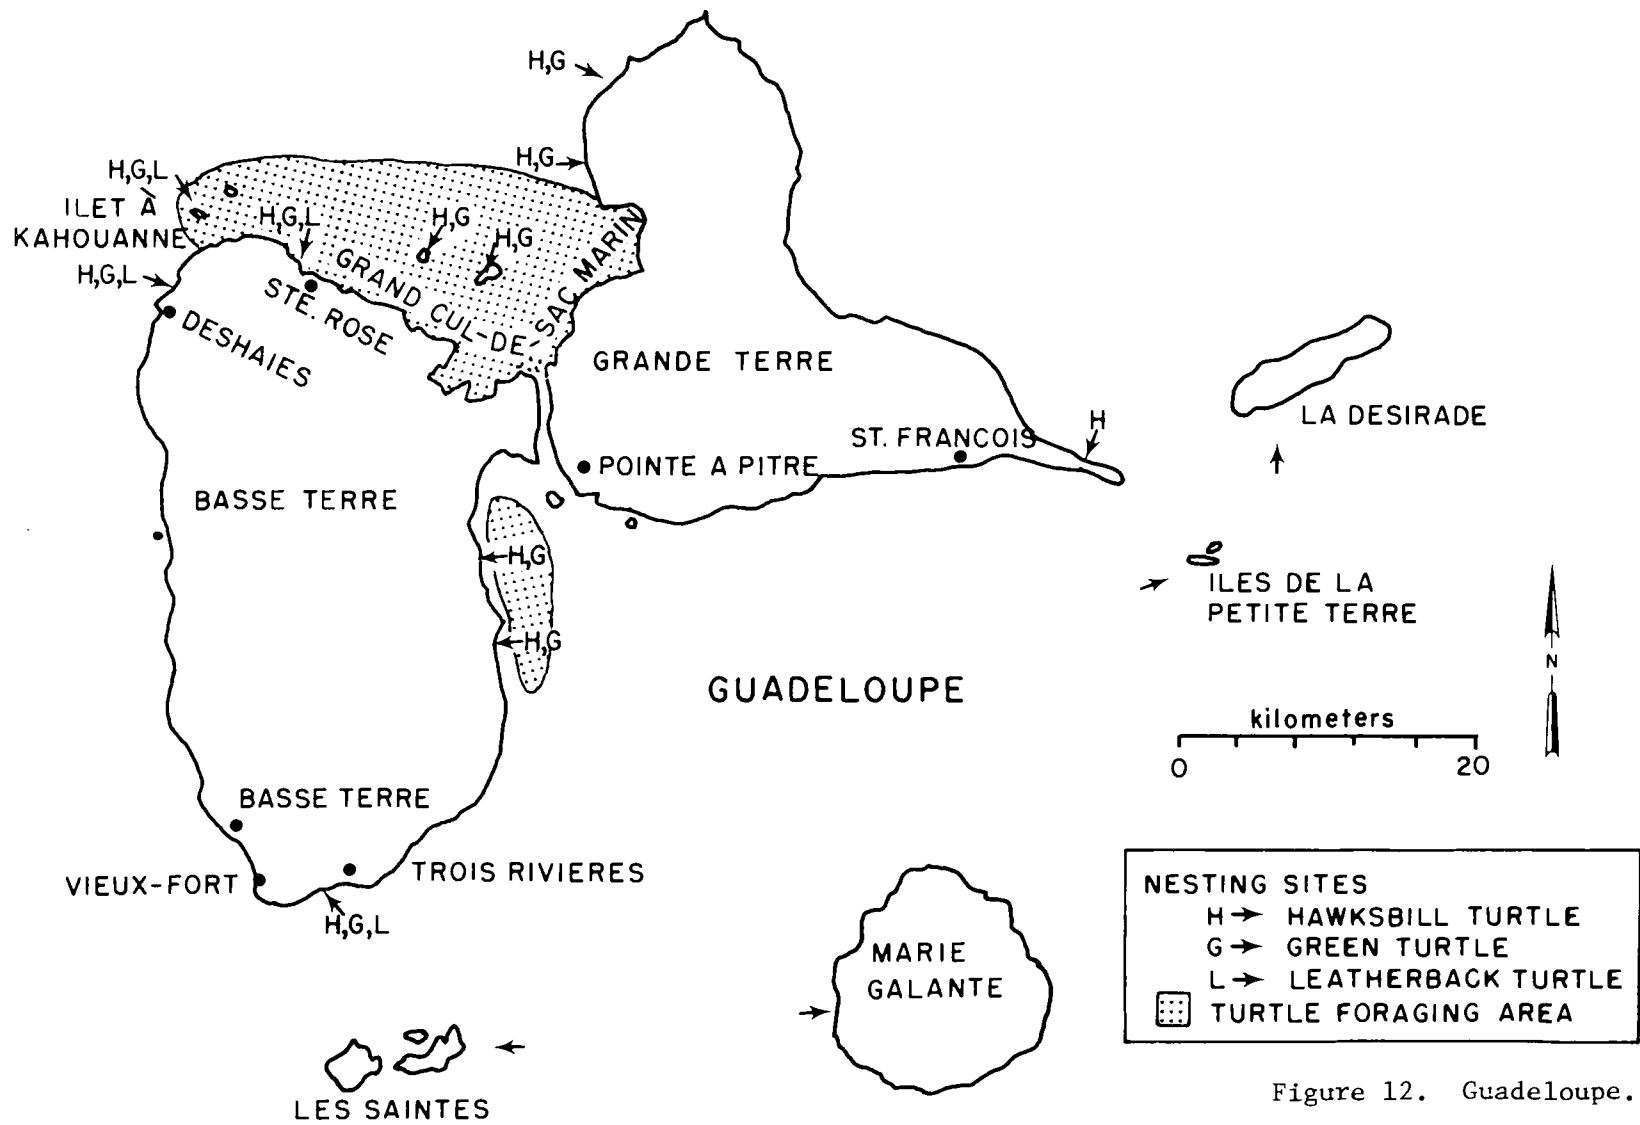 H,G
H,G
H,G,L
ÌLET À
KAHOUANNE
H,G,L
H,G
H,G
H,G,L
GRAND CUL-DE-SAC MARIN
STE. ROSE
DESHAIES
GRANDE TERRE
LA DESIRADE
H
ST. FRANCOIS
POINTE A PITRE
BASSE TERRE
H,G
H,G
ILES DE LA
PETITE TERRE
GUADELOUPE
N
kilometers
0 20
BASSE TERRE
VIEUX-FORT
TROIS RIVIERES
H,G,L
MARIE
GALANTE
LES SAINTES
NESTING SITES
H → HAWKSBILL TURTLE
G → GREEN TURTLE
L → LEATHERBACK TURTLE
TURTLE FORAGING AREA
Figure 12. Guadeloupe.